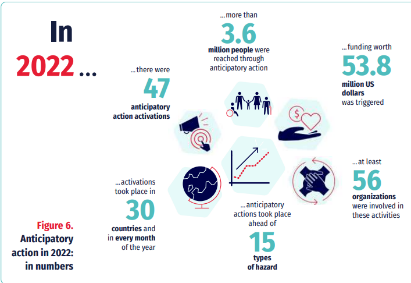 In
2022 ...
...there were
47
anticipatory
action activations
...more than
3.6
million people were
reached through
anticipatory action
...funding worth
53.8
million US
dollars
was triggered
...activations
took place in
30
countries and
in every month
of the year
...anticipatory
actions took place
ahead of
15
types
of hazard
...at least
56
organizations
were involved in
these activities
Figure 6.
Anticipatory
action in 2022:
in numbers